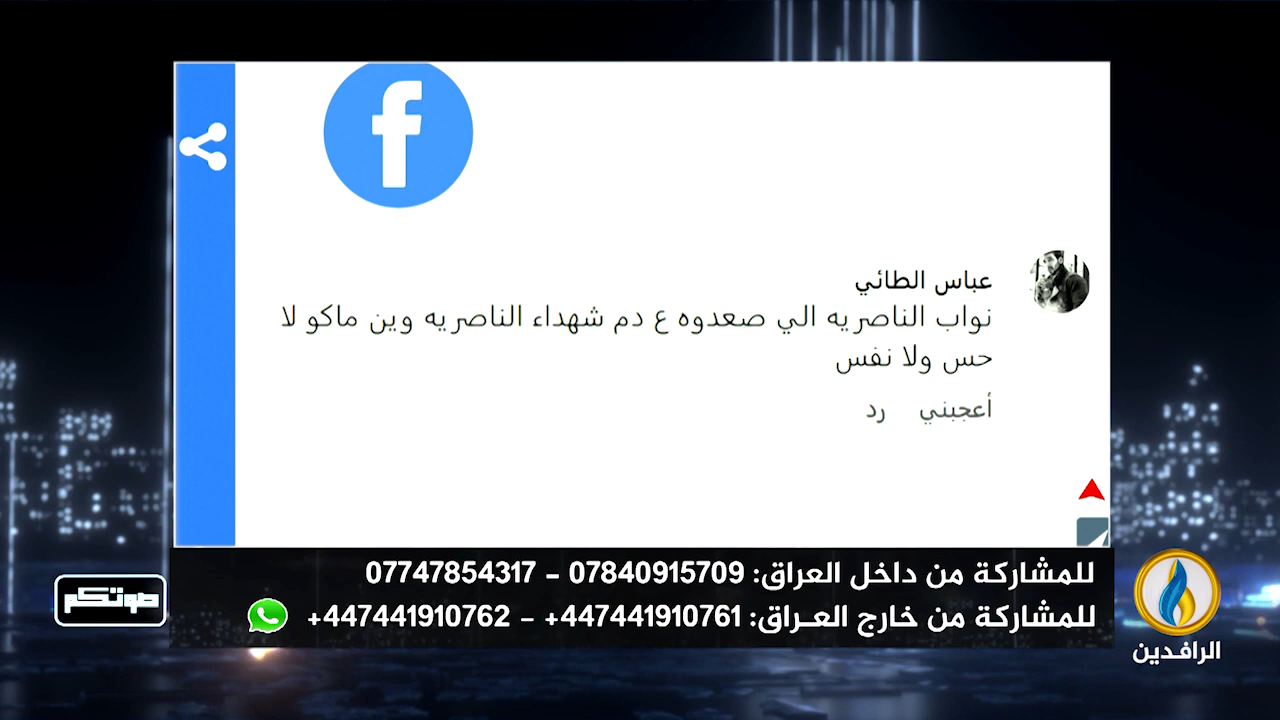 f
عباس الطائي
نواب الناصريه الي صعدوه ع دم شهداء الناصريه وين ماكو لا
حس ولا نفس
أعجبني رد
للمشاركة من داخل العراق: 07840915709 - 07747854317
للمشاركة من خارج العـراق: 447441910761+ - 447441910762+
صوتكم
الرافدين